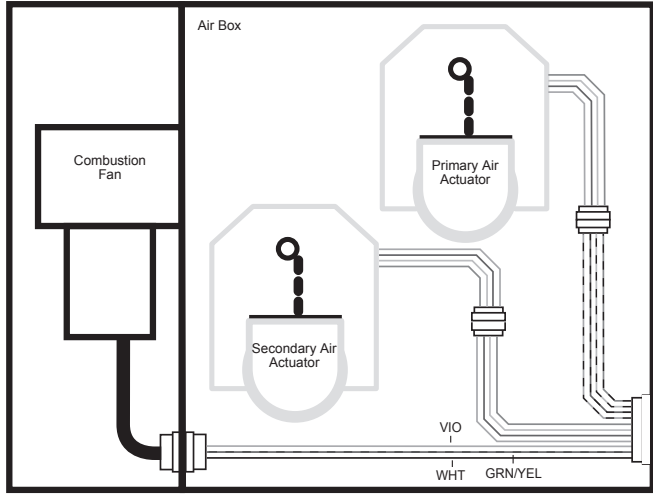 Air Box
Combustion
Fan
Primary Air
Actuator
Secondary Air
Actuator
VIO
WHT
GRN/YEL